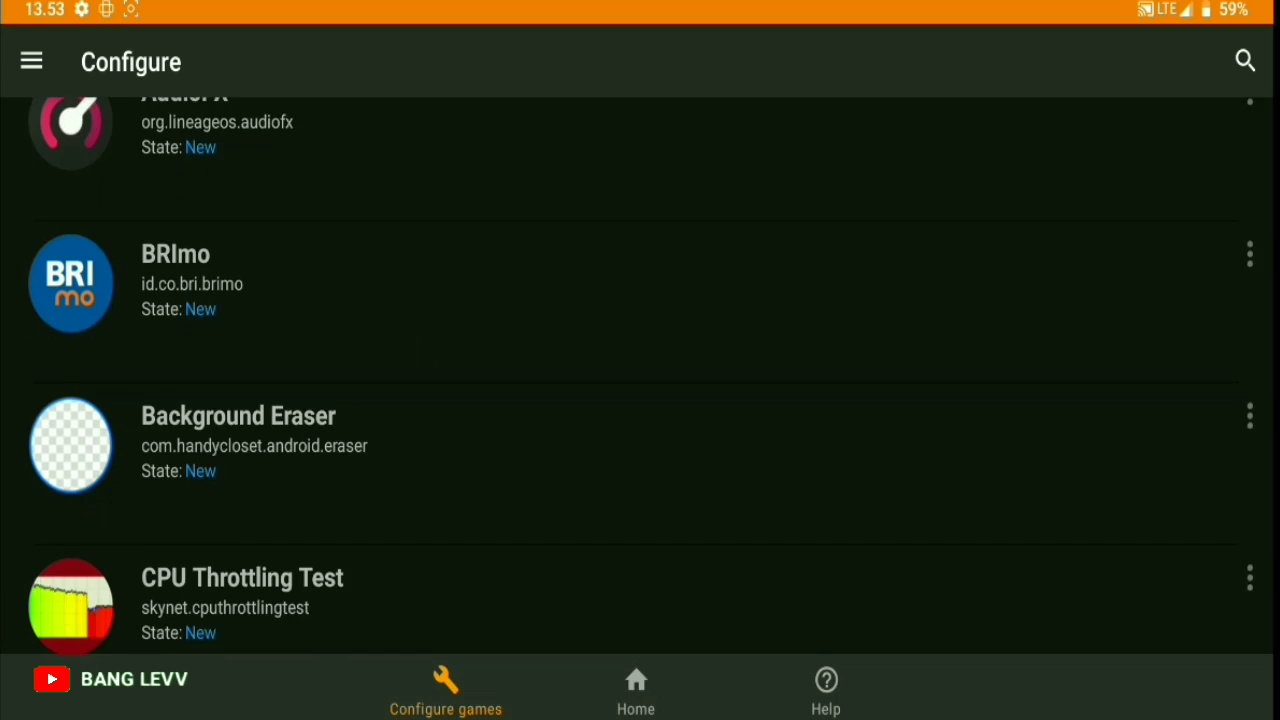 13.53
LTE
59%
Configure
AudioFX
org.lineageos.audiofx
State: New
BRI
mo
BRImo
id.co.bri.brimo
State: New
Background Eraser
com.handycloset.android.eraser
State: New
CPU Throttling Test
skynet.cputhrottlingtest
State: New
BANG LEVV
Configure games
Home
Help